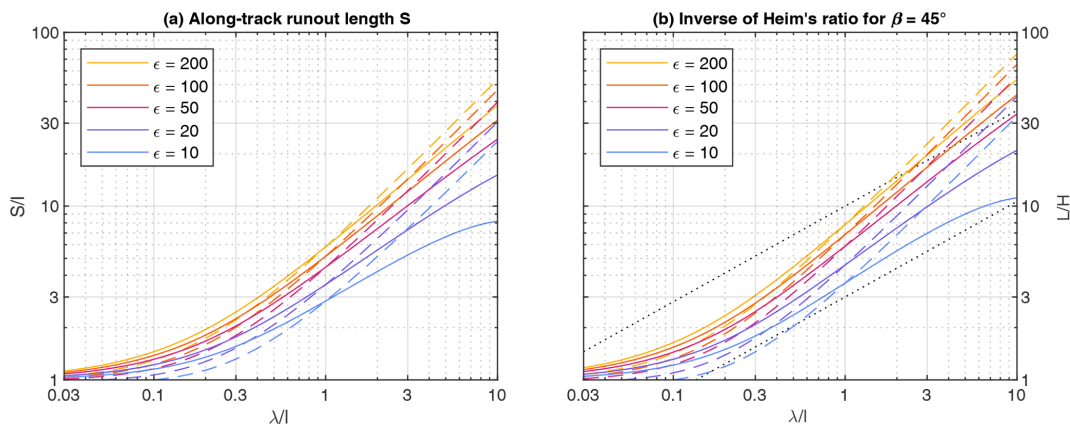 (a) Along-track runout length S
100
30
10
3
1
S/l
ϵ = 200
ϵ = 100
ϵ = 50
ϵ = 20
ϵ = 10
0.03 0.1 0.3 1 3 10
λ/l
(b) Inverse of Heim's ratio for β = 45°
ϵ = 200
ϵ = 100
ϵ = 50
ϵ = 20
ϵ = 10
100
30
10
3
1
L/H
0.03 0.1 0.3 1 3 10
λ/l